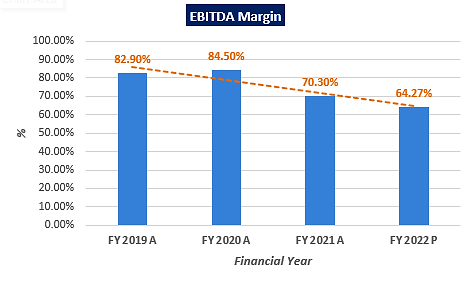 EBITDA Margin
100.00%
90.00%
80.00%
70.00%
60.00%
50.00%
40.00%
30.00%
20.00%
10.00%
0.00%
%
82.90%
84.50%
70.30%
64.27%
FY 2019 A
FY 2020 A
FY 2021 A
FY 2022 P
Financial Year